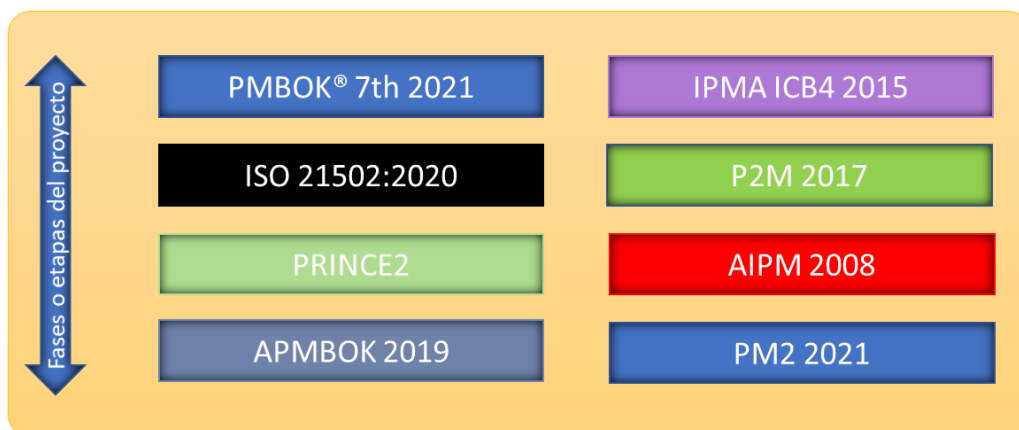 Fases o etapas del proyecto
PMBOK® 7th 2021
IPMA ICB4 2015
ISO 21502:2020
P2M 2017
PRINCE2
AIPM 2008
APMBOK 2019
PM2 2021